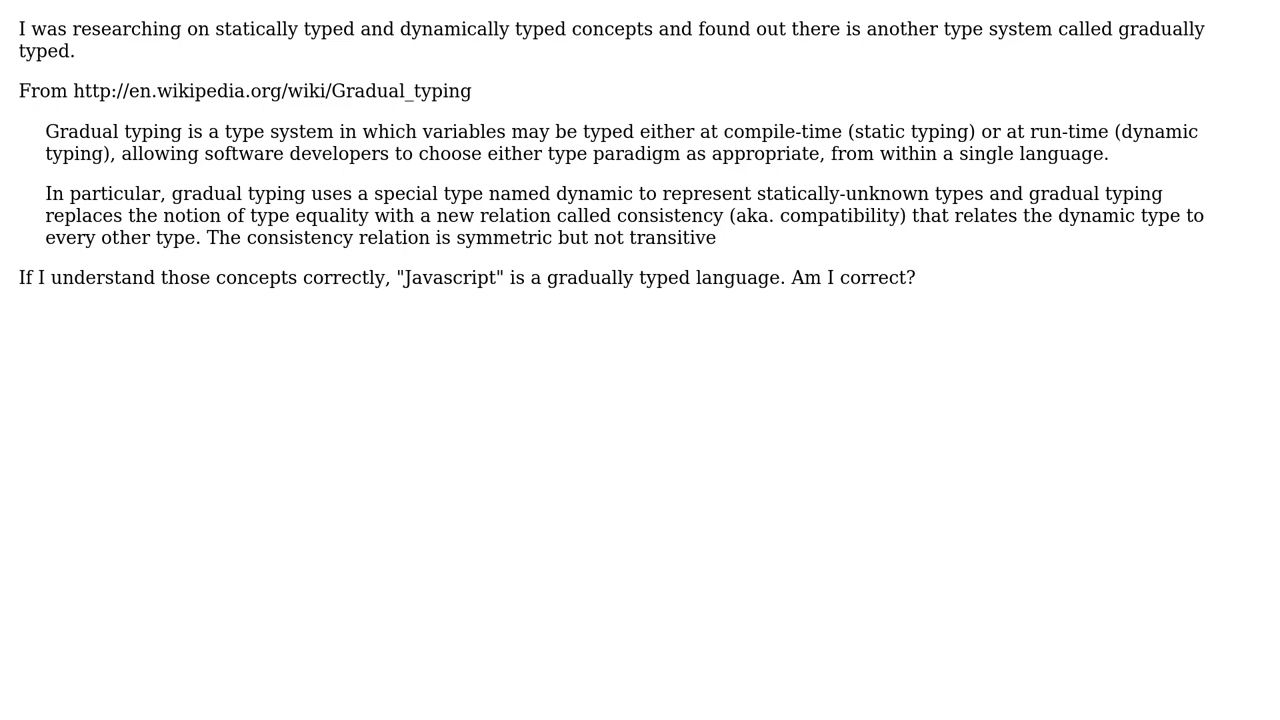 I was researching on statically typed and dynamically typed concepts and found out there is another type system called gradually
typed.
From http://en.wikipedia.org/wiki/Gradual_typing
Gradual typing is a type system in which variables may be typed either at compile-time (static typing) or at run-time (dynamic
typing), allowing software developers to choose either type paradigm as appropriate, from within a single language.
In particular, gradual typing uses a special type named dynamic to represent statically-unknown types and gradual typing
replaces the notion of type equality with a new relation called consistency (aka. compatibility) that relates the dynamic type to
every other type. The consistency relation is symmetric but not transitive
If I understand those concepts correctly, "Javascript" is a gradually typed language. Am I correct?